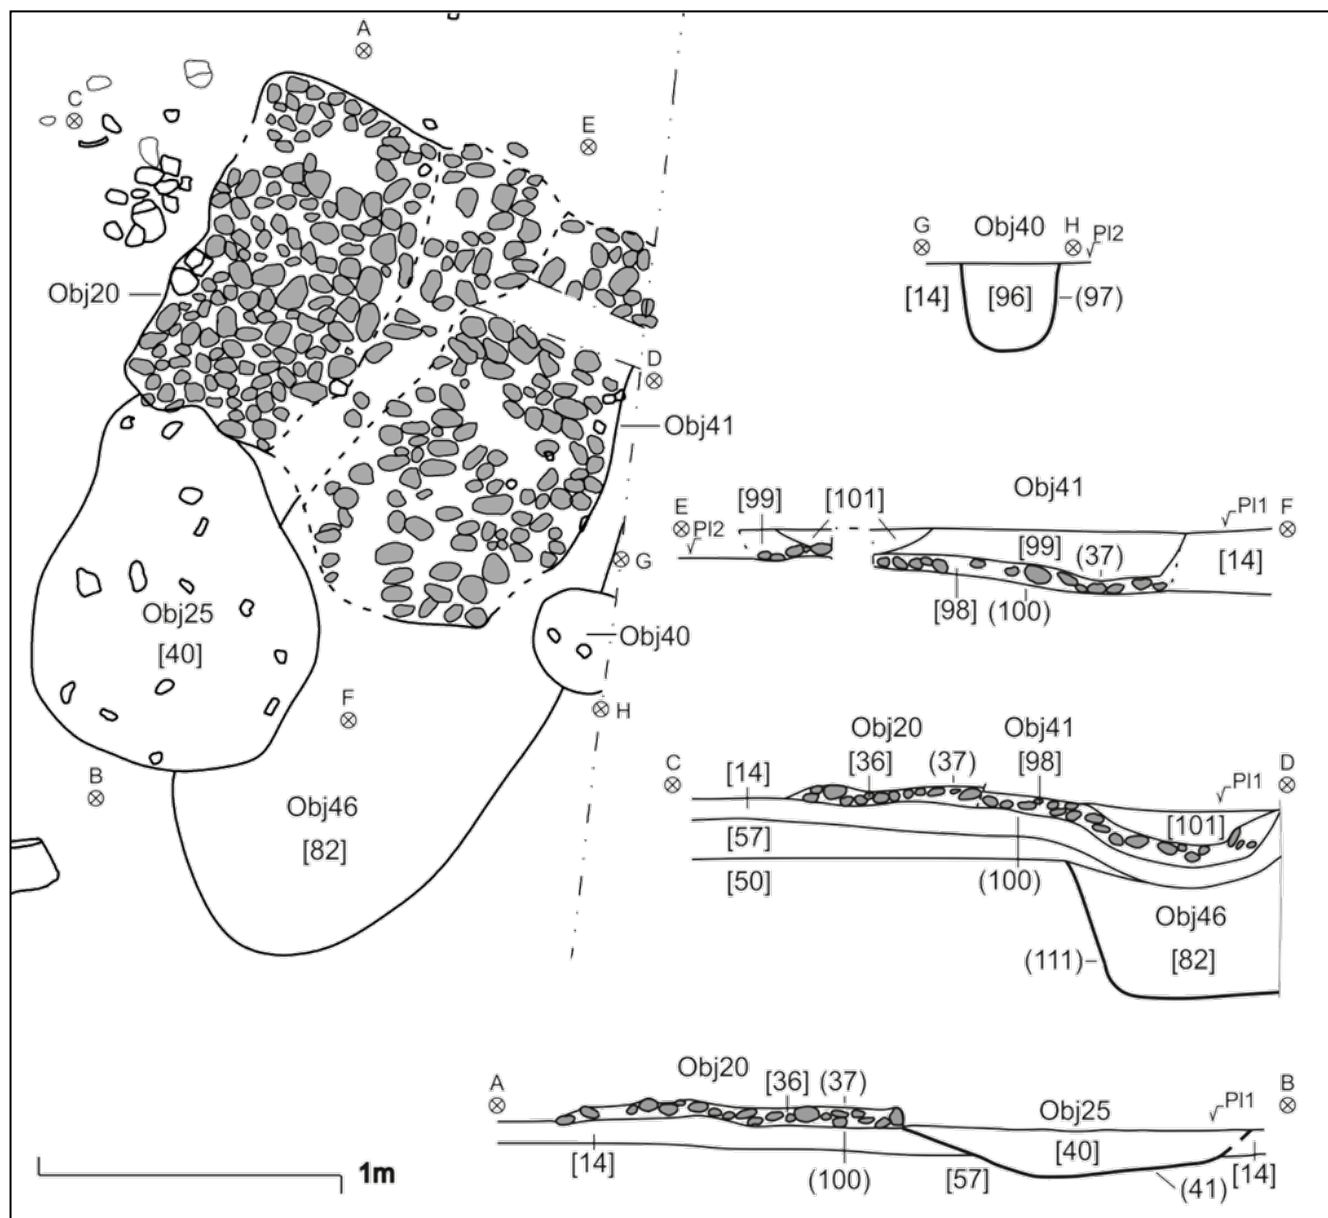 A
C
E
Obj20
D
Obj41
G
Obj25
[40]
Obj40
F
H
B
Obj46
[82]
1m
G Obj40 H Pl2
[14] [96] (97)
Obj41
E [99] [101] Pl1 F
Pl2 [99] (37) [14]
[98] (100)
Obj20 Obj41
C [14] [36] (37) [98] Pl1 D
[57] [101]
[50] (100)
Obj46
(111) [82]
Obj20
A [36] (37) Obj25 Pl1 B
[40]
[14] (100) [57] (41) [14]